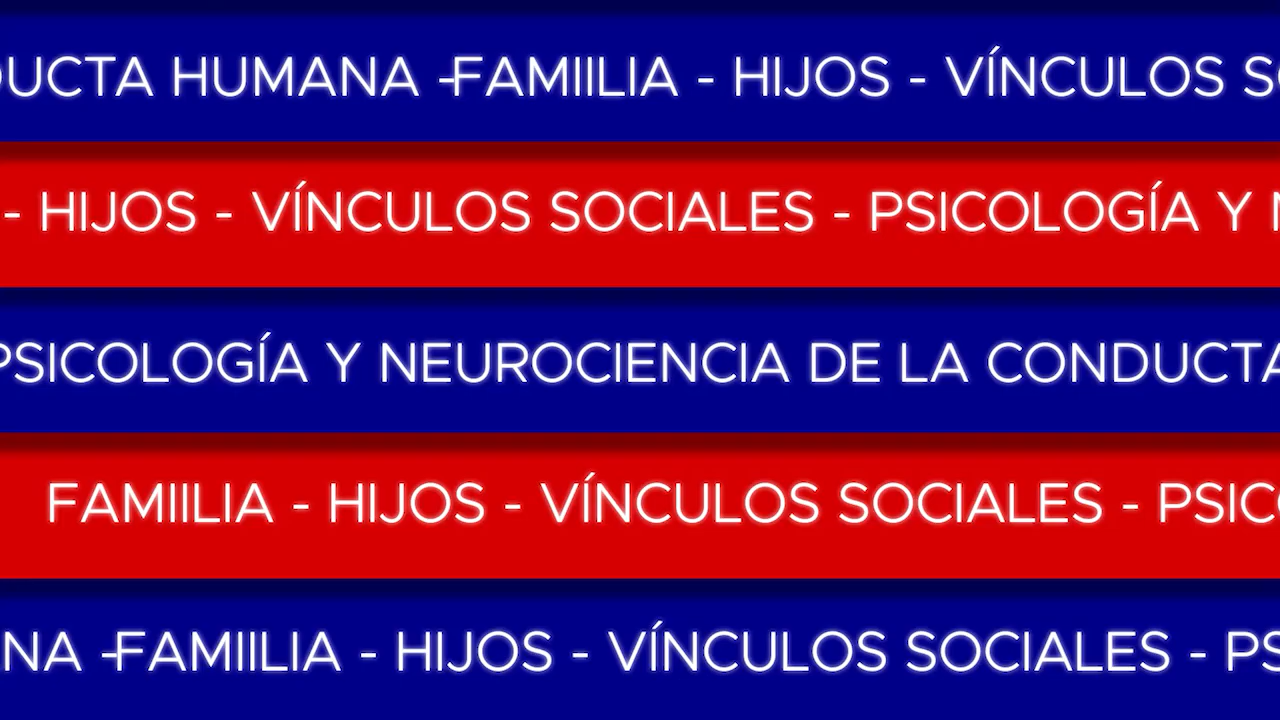 DUCTA HUMANA -FAMIILIA - HIJOS - VÍNCULOS SO
- HIJOS - VÍNCULOS SOCIALES - PSICOLOGÍA Y N
PSICOLOGÍA Y NEUROCIENCIA DE LA CONDUCTA
FAMIILIA - HIJOS - VÍNCULOS SOCIALES - PSICO
NA -FAMIILIA - HIJOS - VÍNCULOS SOCIALES - PS